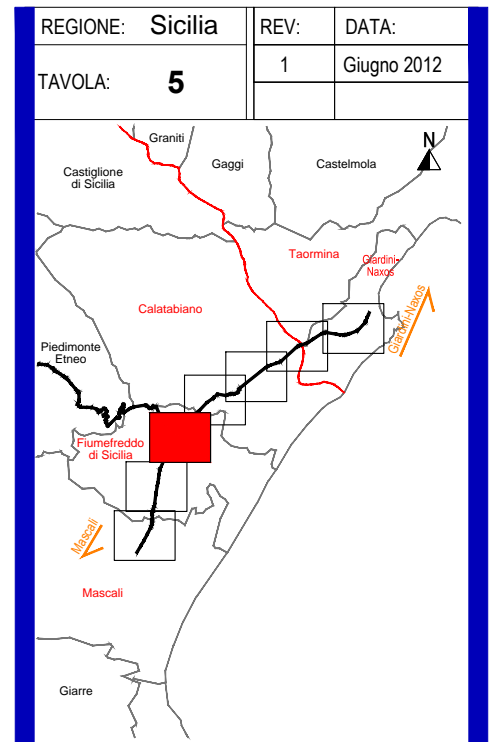 REGIONE: Sicilia
REV: DATA:
TAVOLA: 5
1 Giugno 2012
Graniti
N
Castiglione
di Sicilia
Gaggi
Castelmola
Taormina
Giardini-
Naxos
Giardini-Naxos
Calatabiano
Piedimonte
Etneo
Fiumefreddo
di Sicilia
Mascali
Mascali
Giarre